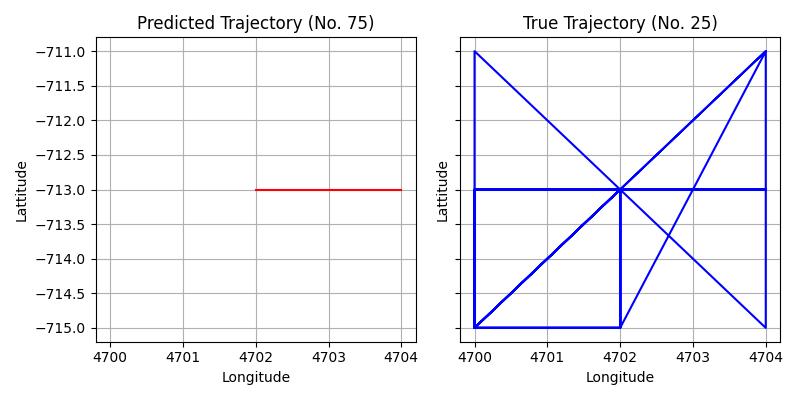 Predicted Trajectory (No. 75)
True Trajectory (No. 25)
Lattitude
−711.0
−711.5
−712.0
−712.5
−713.0
−713.5
−714.0
−714.5
−715.0
4700 4701 4702 4703 4704
Longitude
Lattitude
4700 4701 4702 4703 4704
Longitude